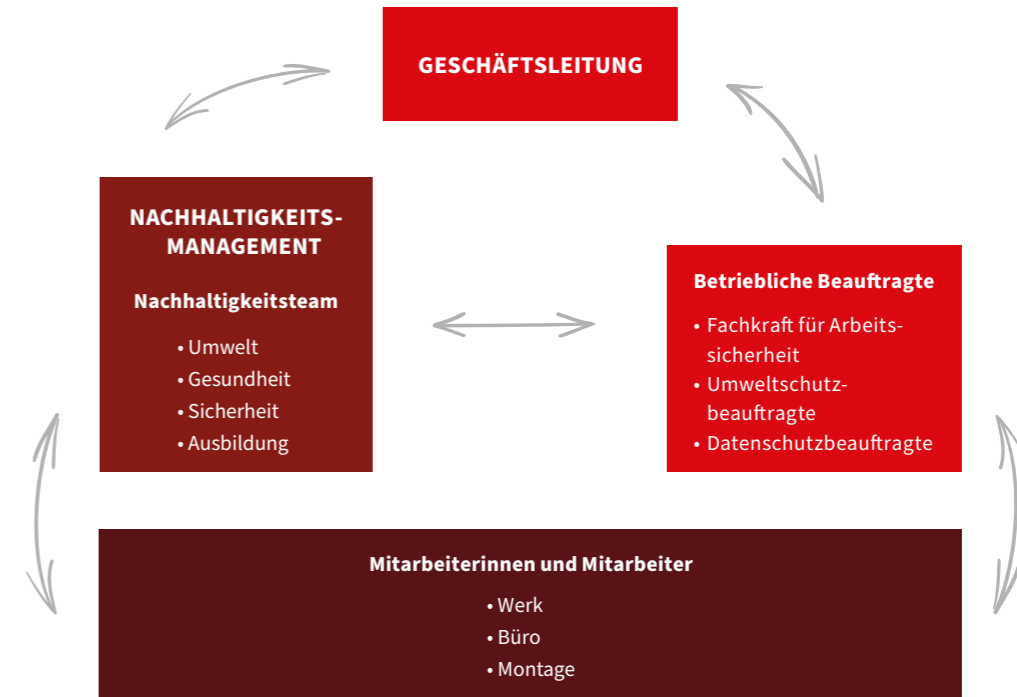 GESCHÄFTSLEITUNG
NACHHALTIGKEITS-
MANAGEMENT
Nachhaltigkeitsteam
• Umwelt
• Gesundheit
• Sicherheit
• Ausbildung
Betriebliche Beauftragte
• Fachkraft für Arbeits-
sicherheit
• Umweltschutz-
beauftragte
• Datenschutzbeauftragte
Mitarbeiterinnen und Mitarbeiter
• Werk
• Büro
• Montage